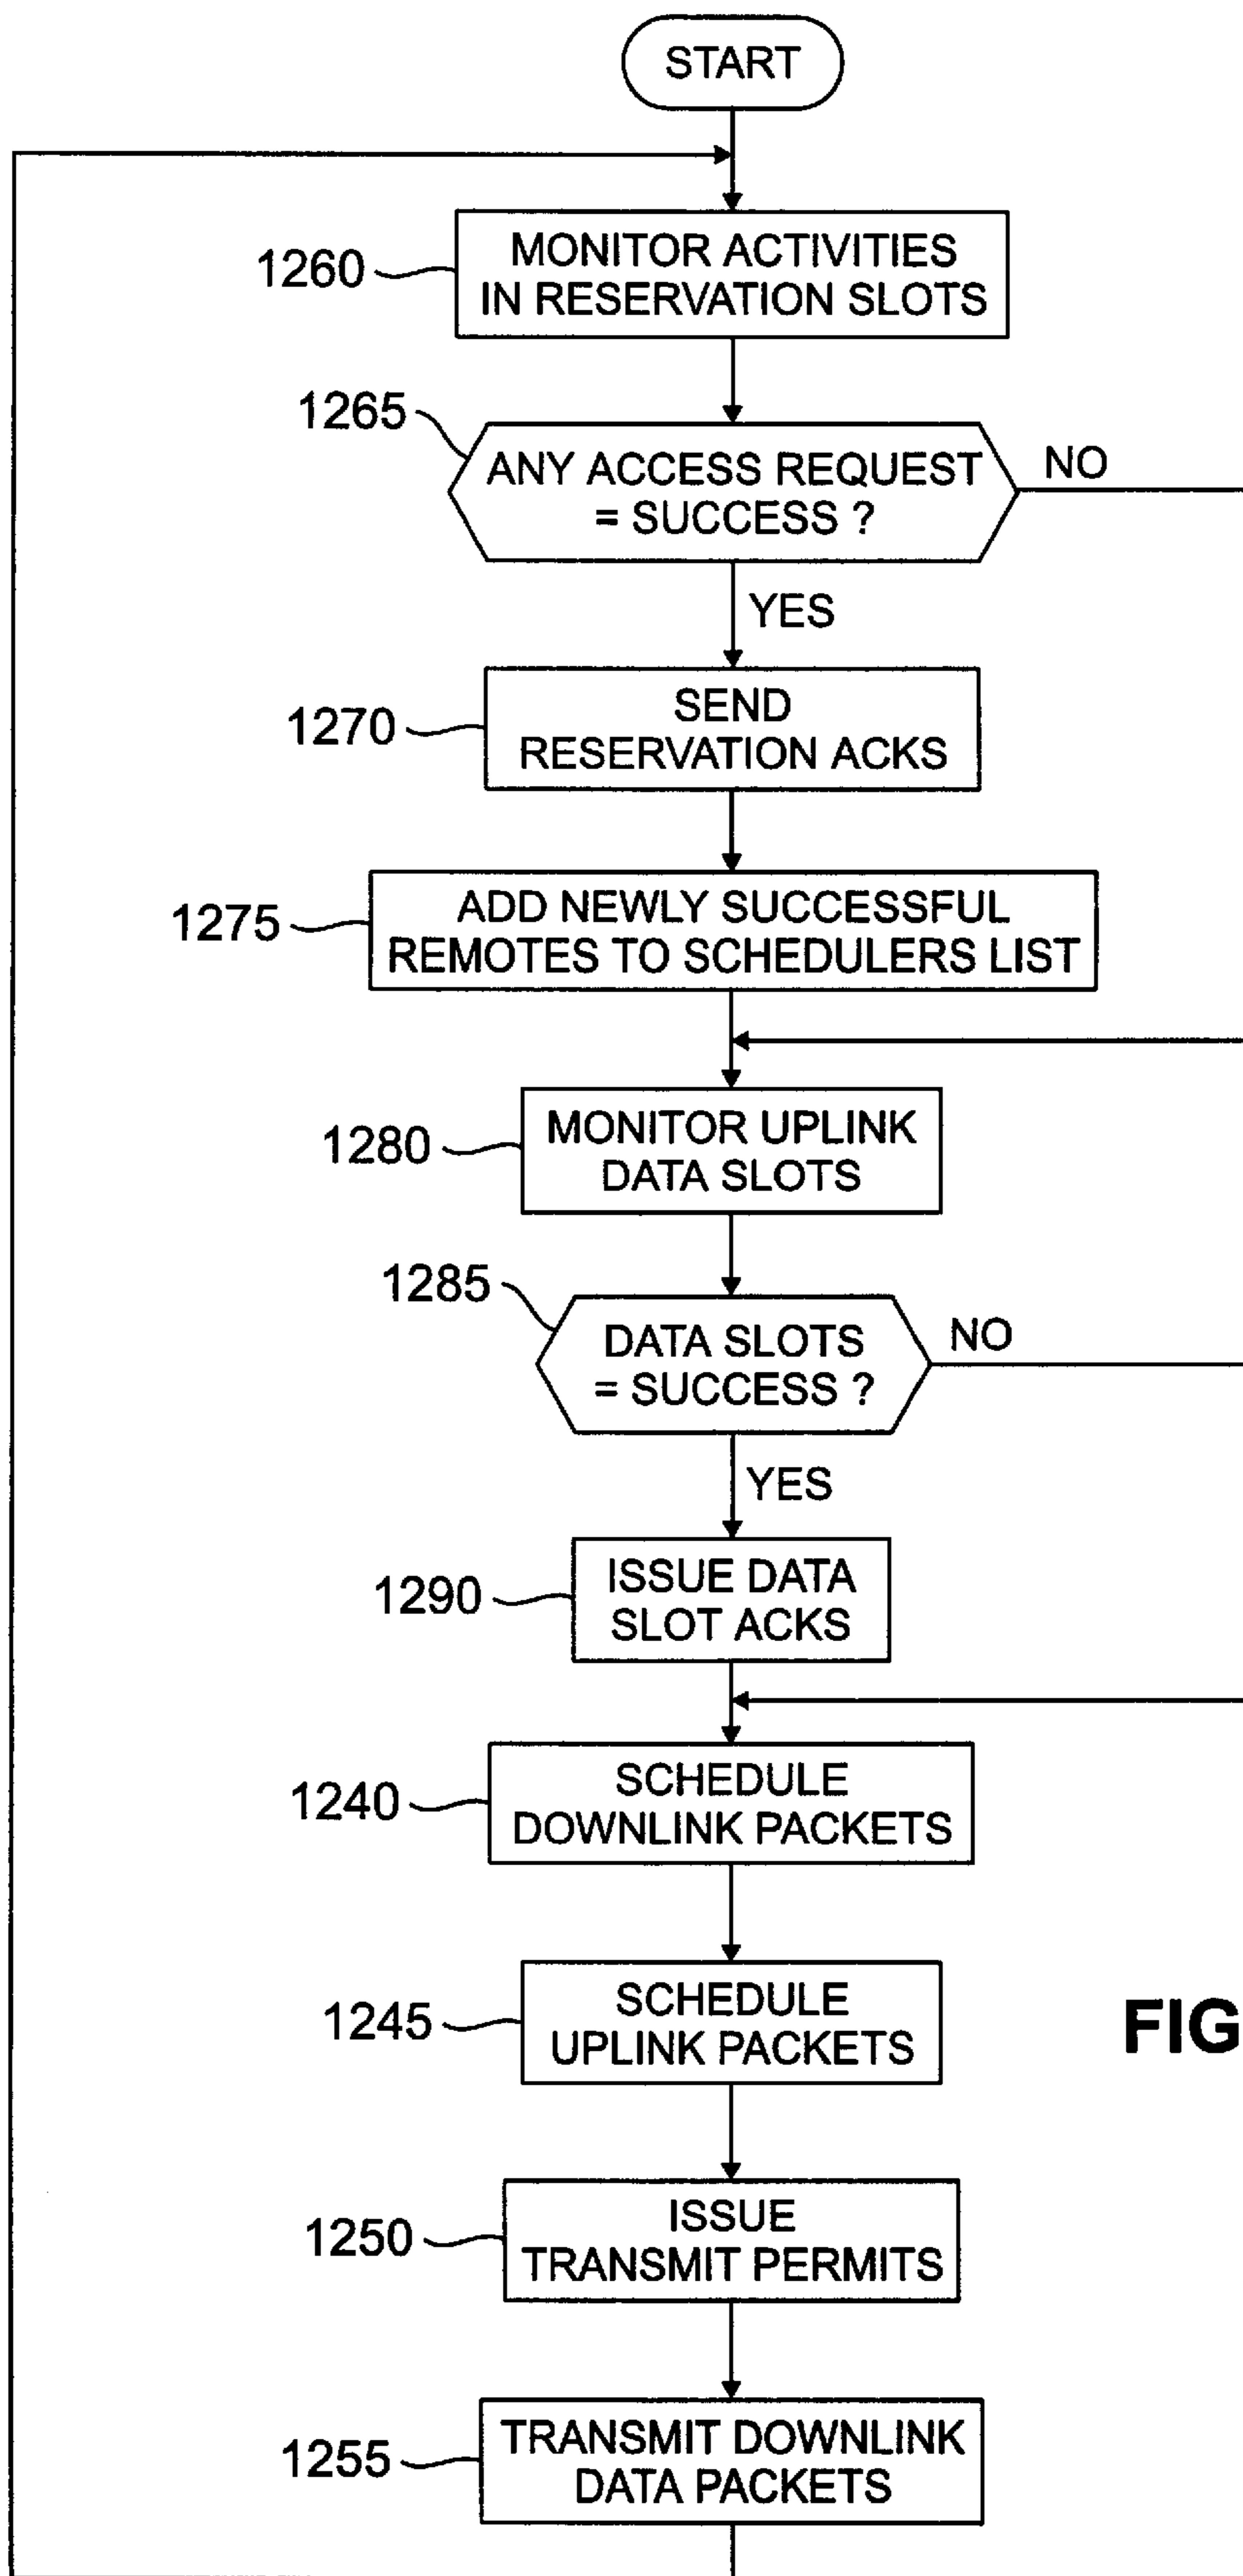 START
1260
MONITOR ACTIVITIES
IN RESERVATION SLOTS
1265
ANY ACCESS REQUEST
= SUCCESS ?
NO
YES
1270
SEND
RESERVATION ACKS
1275
ADD NEWLY SUCCESSFUL
REMOTES TO SCHEDULERS LIST
1280
MONITOR UPLINK
DATA SLOTS
1285
DATA SLOTS
= SUCCESS ?
NO
YES
1290
ISSUE DATA
SLOT ACKS
1240
SCHEDULE
DOWNLINK PACKETS
1245
SCHEDULE
UPLINK PACKETS
FIG
1250
ISSUE
TRANSMIT PERMITS
1255
TRANSMIT DOWNLINK
DATA PACKETS